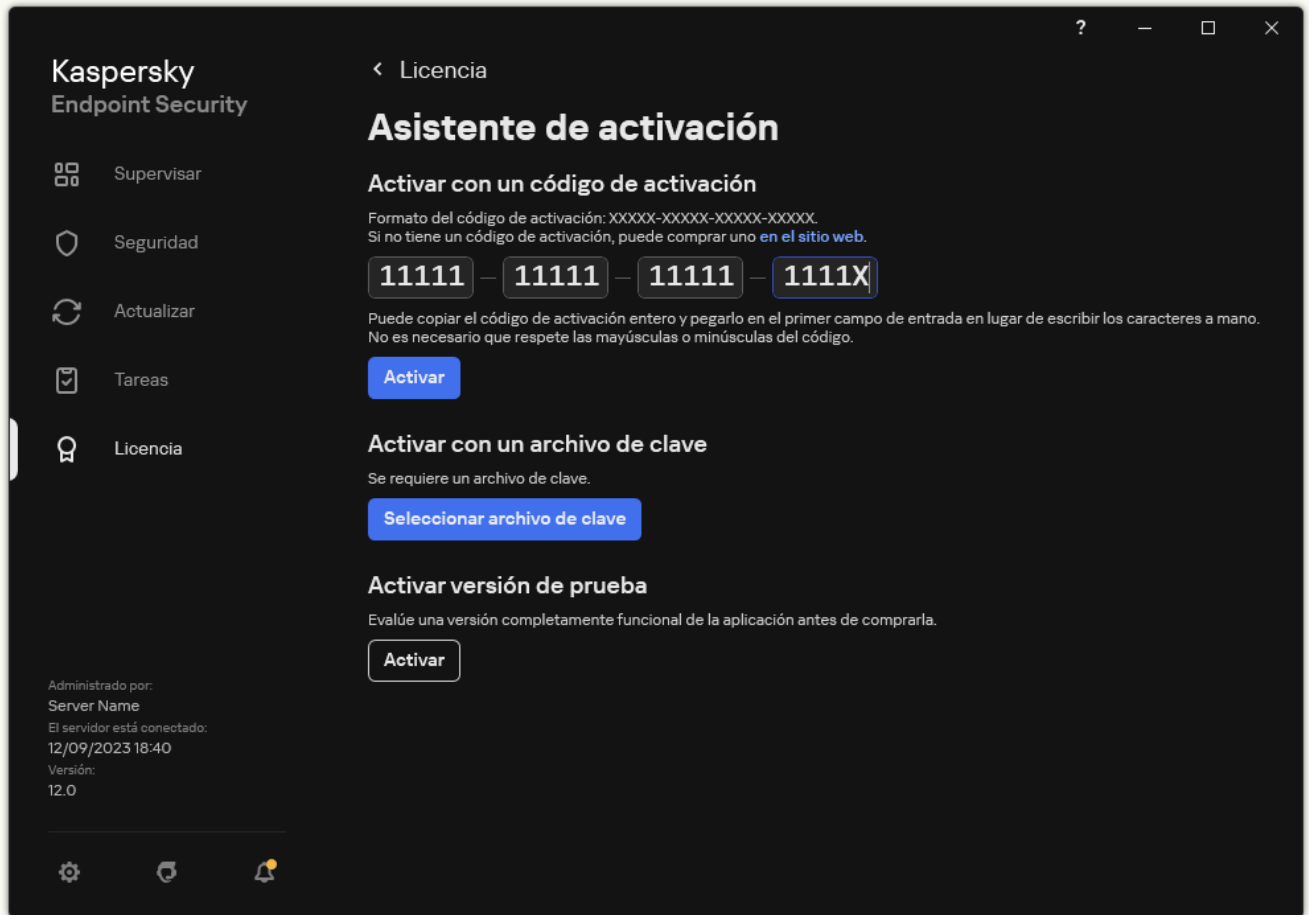 ?
Kaspersky
Endpoint Security
Supervisar
Seguridad
Actualizar
Tareas
Licencia
Administrado por:
Server Name
El servidor está conectado:
12/09/2023 18:40
Versión:
12.0
Licencia
Asistente de activación
Activar con un código de activación
Formato del código de activación: XXXXX-XXXXX-XXXXX-XXXXX.
Si no tiene un código de activación, puede comprar uno en el sitio web.
11111 – 11111 – 11111 – 1111X
Puede copiar el código de activación entero y pegarlo en el primer campo de entrada en lugar de escribir los caracteres a mano.
No es necesario que respete las mayúsculas o minúsculas del código.
Activar
Activar con un archivo de clave
Se requiere un archivo de clave.
Seleccionar archivo de clave
Activar versión de prueba
Evalúe una versión completamente funcional de la aplicación antes de comprarla.
Activar